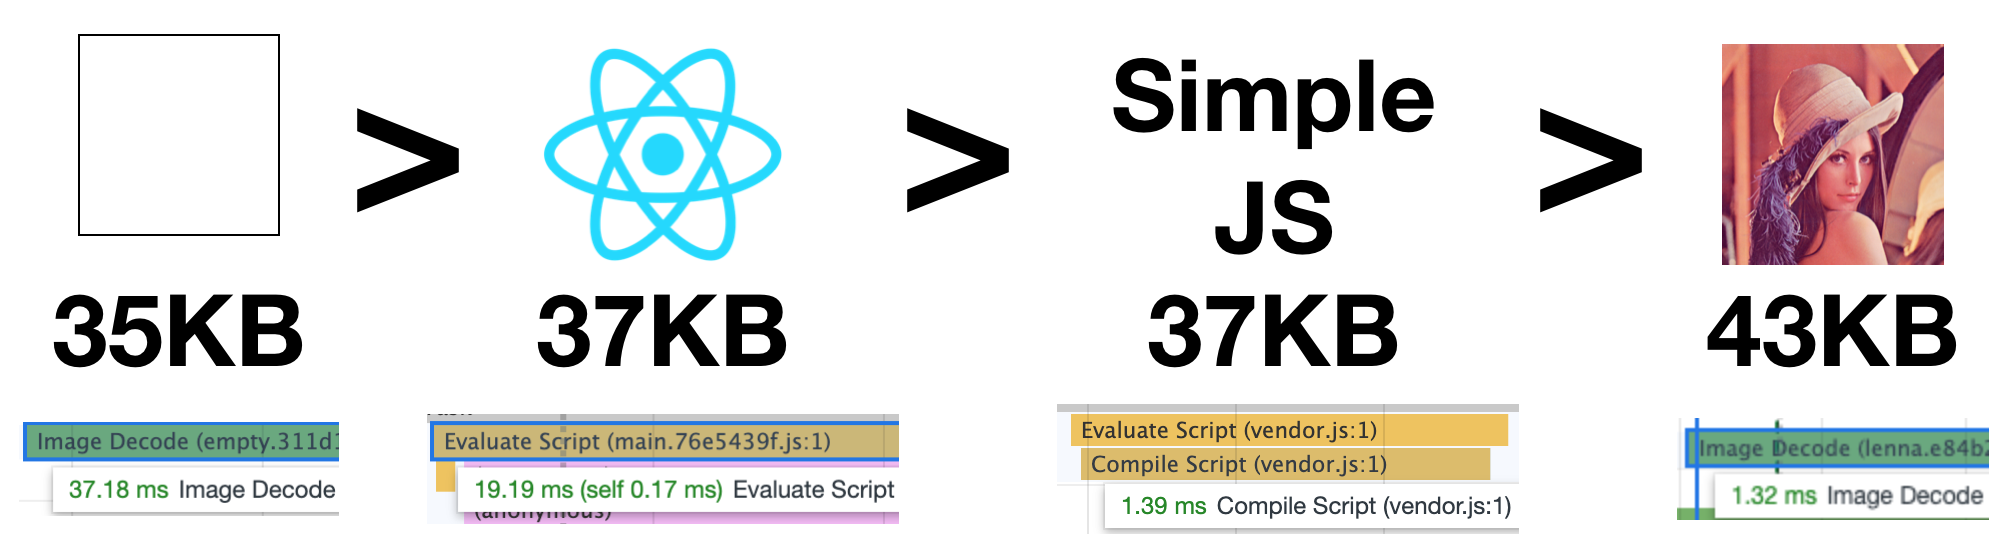 > > Simple >
JS
35KB 37KB 37KB 43KB
Image Decode (empty.311d1
37.18 ms Image Decode
Evaluate Script (main.76e5439f.js:1)
19.19 ms (self 0.17 ms) Evaluate Script
(anonymous)
Evaluate Script (vendor.js:1)
Compile Script (vendor.js:1)
1.39 ms Compile Script (vendor.js:1)
Image Decode (lenna.e84b2
1.32 ms Image Decode